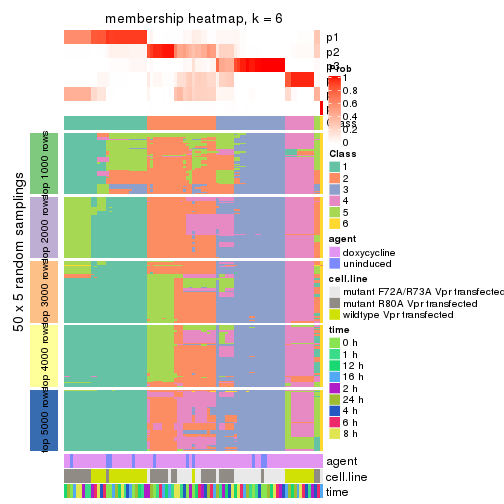 membership heatmap, k = 6
p1
p2
p3
Prob
1
0.8
0.6
0.4
0.2
0
Class
Class
1
2
3
4
5
6
agent
doxycycline
uninduced
cell.line
mutant F72A/R73A Vpr transfected
mutant R80A Vpr transfected
wildtype Vpr transfected
time
0 h
1 h
12 h
16 h
2 h
24 h
4 h
6 h
8 h
50 x 5 random samplings
top 1000 rows
top 2000 rows
top 3000 rows
top 4000 rows
top 5000 rows
agent
cell.line
time